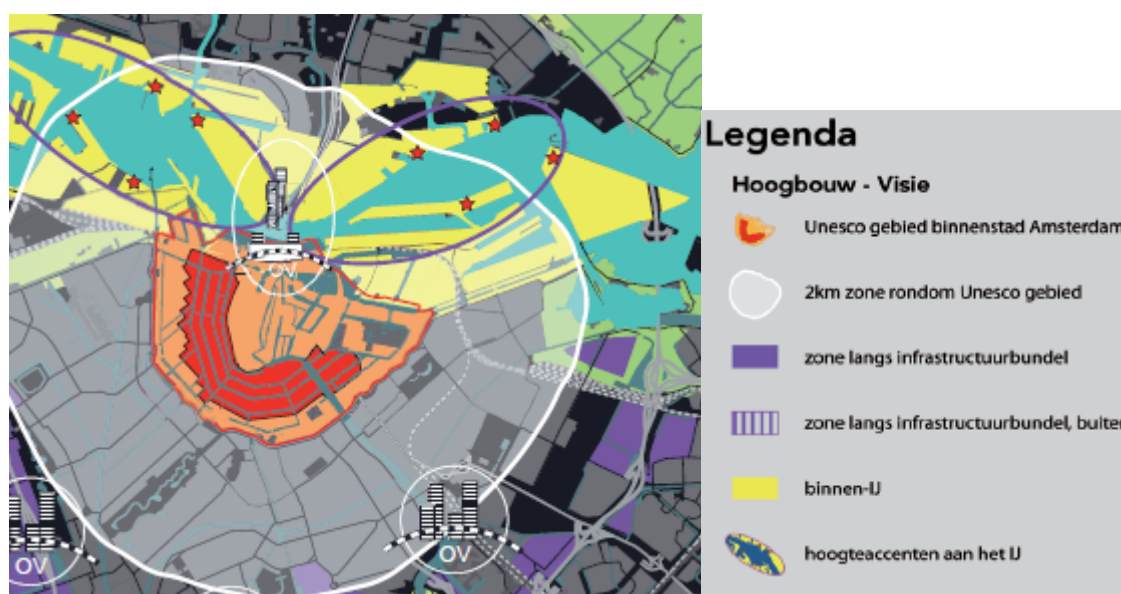 OV
OV
OV
Legenda
Hoogbouw - Visie
Unesco gebied binnenstad Amsterdam
2km zone rondom Unesco gebied
zone langs infrastructuurbundel
zone langs infrastructuurbundel, buiten
binnen-IJ
hoogteaccenten aan het IJ